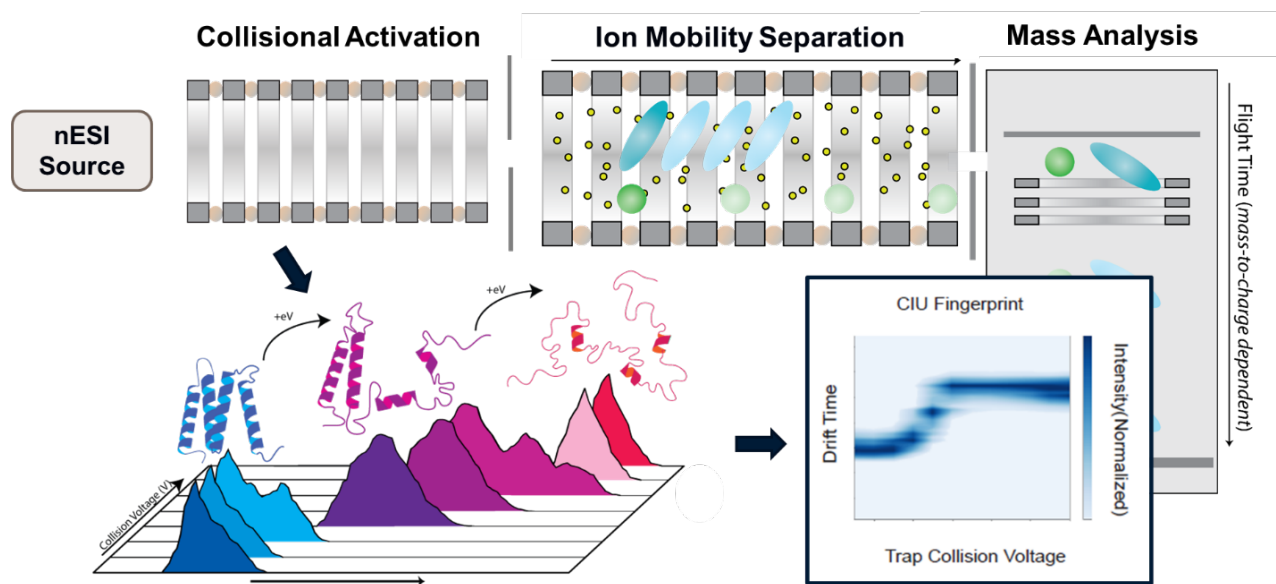 Collisional Activation
Ion Mobility Separation
Mass Analysis
nESI
Source
Flight Time (mass-to-charge dependent)
+eV
+eV
Collision Voltage (V)
CIU Fingerprint
Drift Time
Intensity(Normalized)
Trap Collision Voltage